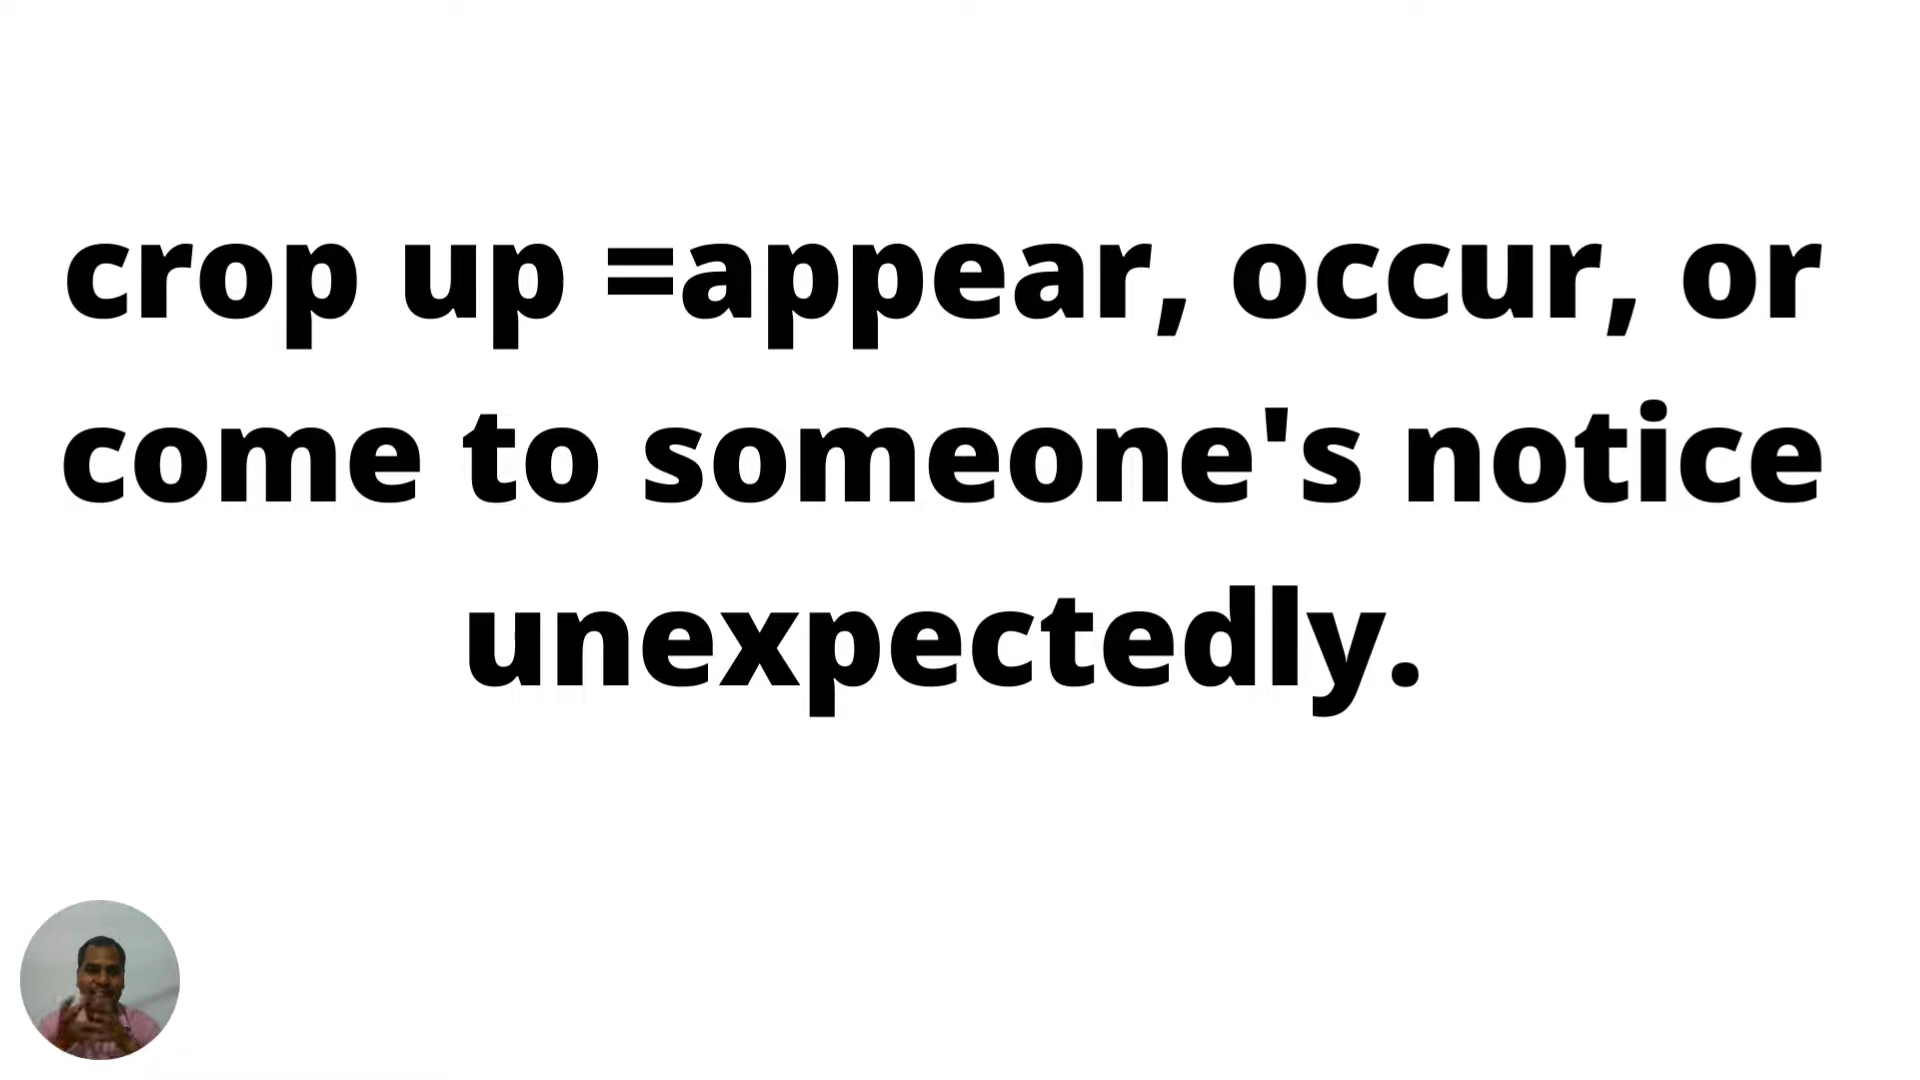 crop up =appear, occur, or
come to someone's notice
unexpectedly.